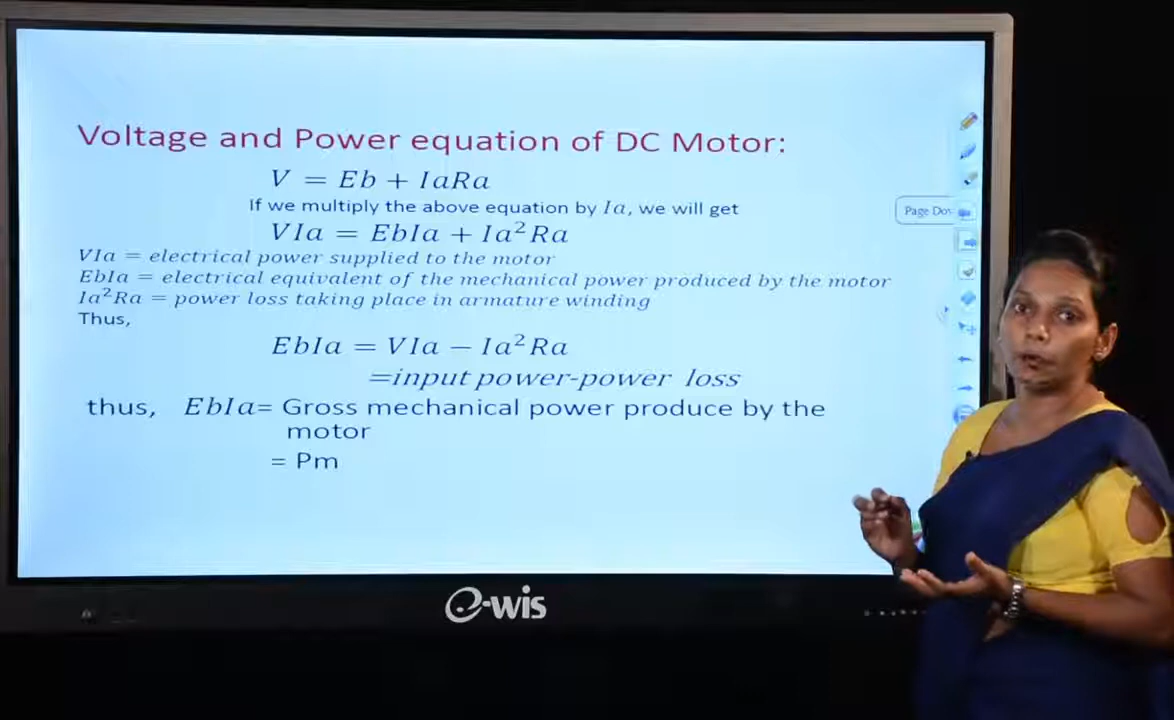 Voltage and Power equation of DC Motor:
V = Eb + IaRa
If we multiply the above equation by Ia, we will get
VIa = EbIa + Ia²Ra
VIa = electrical power supplied to the motor
EbIa = electrical equivalent of the mechanical power produced by the motor
Ia²Ra = power loss taking place in armature winding
Thus,
EbIa = VIa − Ia²Ra
=input power-power loss
thus, EbIa= Gross mechanical power produce by the
motor
= Pm
Page Do
e-wis